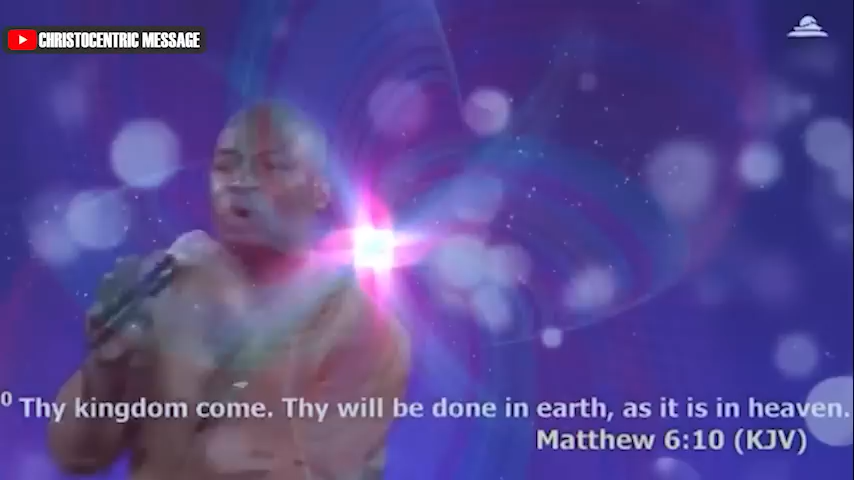 CHRISTOCENTRIC MESSAGE
0 Thy kingdom come. Thy will be done in earth, as it is in heaven.
Matthew 6:10 (KJV)